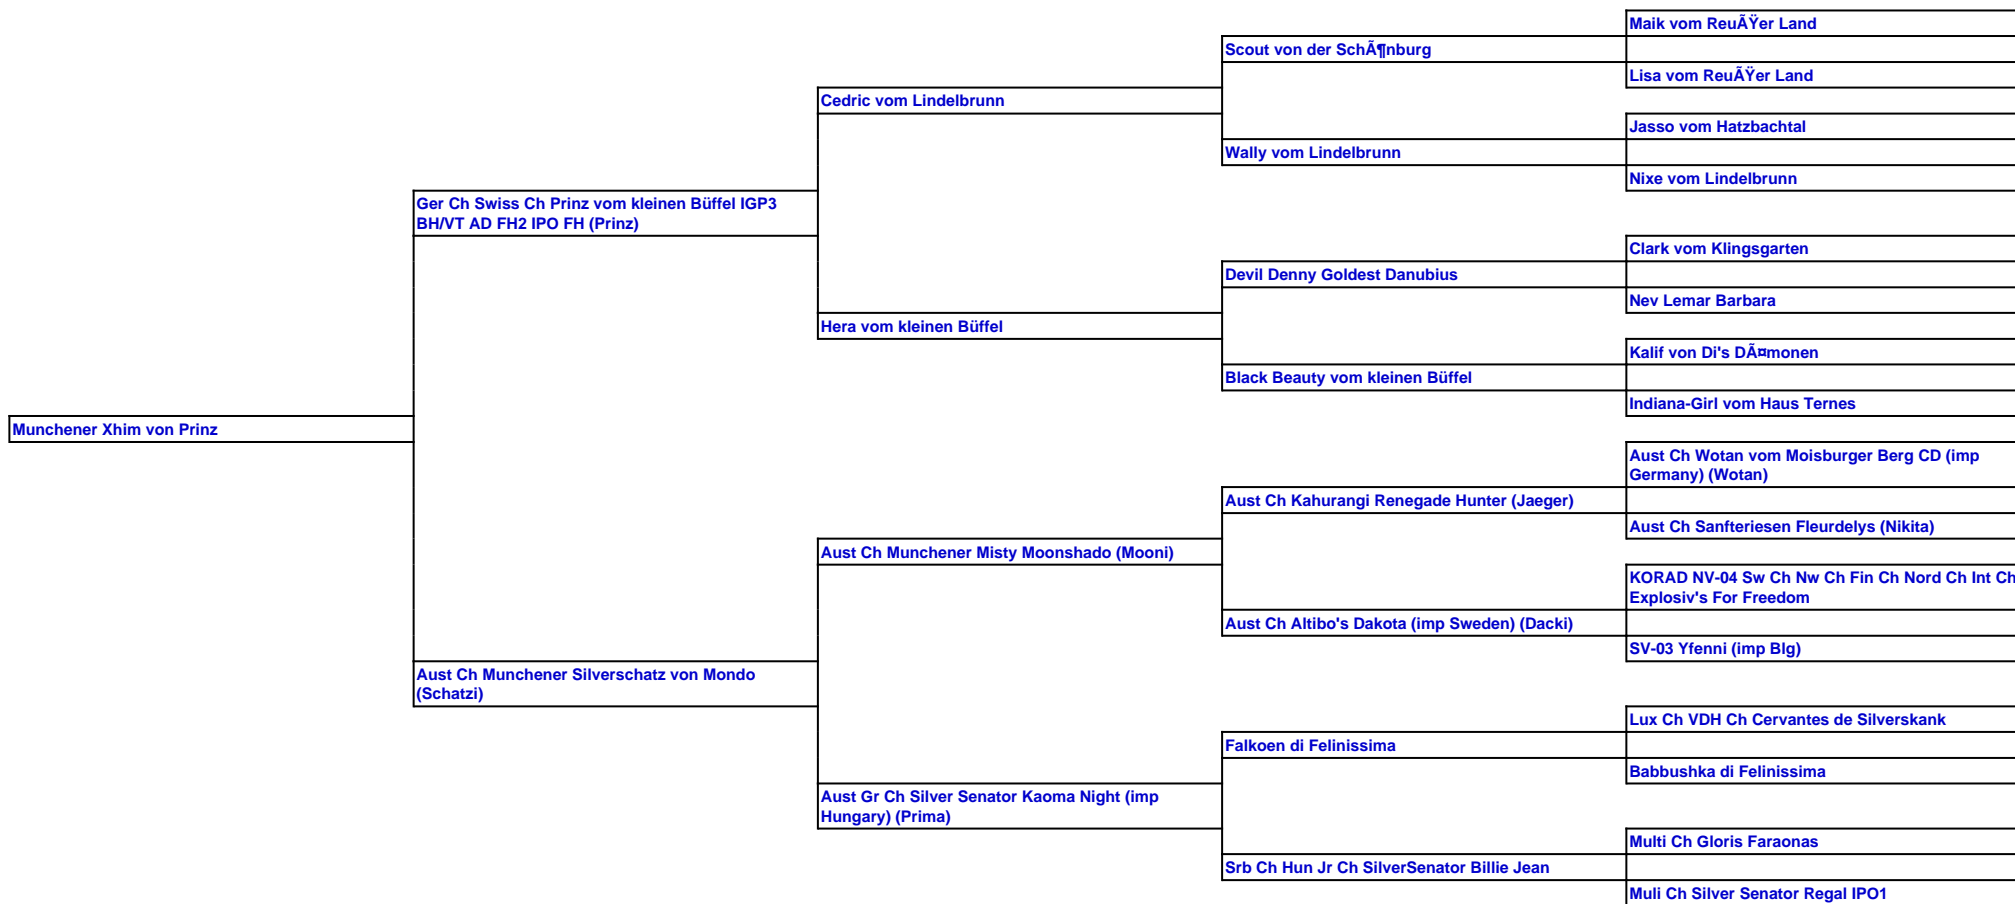 Maik vom ReuÃŸer Land
Scout von der SchÃ¶nburg
Lisa vom ReuÃŸer Land
Cedric vom Lindelbrunn
Jasso vom Hatzbachtal
Wally vom Lindelbrunn
Nixe vom Lindelbrunn
Ger Ch Swiss Ch Prinz vom kleinen Büffel IGP3
BH/VT AD FH2 IPO FH (Prinz)
Clark vom Klingsgarten
Devil Denny Goldest Danubius
Nev Lemar Barbara
Hera vom kleinen Büffel
Kalif von Di's DÃ¤monen
Black Beauty vom kleinen Büffel
Indiana-Girl vom Haus Ternes
Munchener Xhim von Prinz
Aust Ch Wotan vom Moisburger Berg CD (imp
Germany) (Wotan)
Aust Ch Kahurangi Renegade Hunter (Jaeger)
Aust Ch Sanfteriesen Fleurdelys (Nikita)
Aust Ch Munchener Misty Moonshado (Mooni)
KORAD NV-04 Sw Ch Nw Ch Fin Ch Nord Ch Int Ch
Explosiv's For Freedom
Aust Ch Altibo's Dakota (imp Sweden) (Dacki)
SV-03 Yfenni (imp Blg)
Aust Ch Munchener Silverschatz von Mondo
(Schatzi)
Lux Ch VDH Ch Cervantes de Silverskank
Falkoen di Felinissima
Babbushka di Felinissima
Aust Gr Ch Silver Senator Kaoma Night (imp
Hungary) (Prima)
Multi Ch Gloris Faraonas
Srb Ch Hun Jr Ch SilverSenator Billie Jean
Muli Ch Silver Senator Regal IPO1